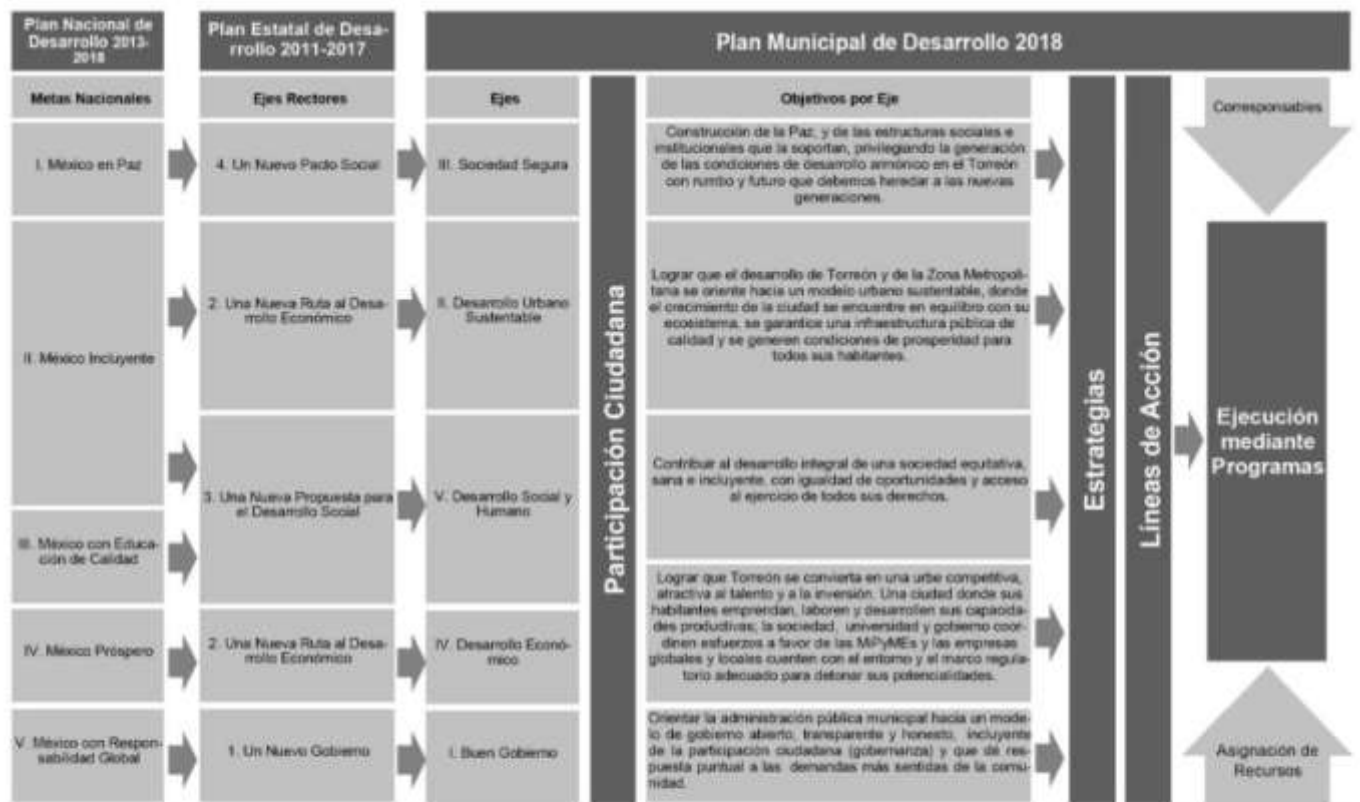 Plan Nacional de
Desarrollo 2013-
2018
Plan Estatal de Desa-
rrollo 2011-2017
Plan Municipal de Desarrollo 2018
Metas Nacionales
Ejes Rectores
Ejes
Objetivos por Eje
Corresponsables
I. México en Paz
4. Un Nuevo Pacto Social
III. Sociedad Segura
Construcción de la Paz, y de las estructuras sociales e
institucionales que la soportan, privilegiando la generación
de las condiciones de desarrollo armónico en el Torreón
con rumbo y futuro que debemos heredar a las nuevas
generaciones.
II. México Incluyente
2. Una Nueva Ruta al Desa-
rrollo Económico
II. Desarrollo Urbano
Sustentable
Lograr que el desarrollo de Torreón y de la Zona Metropoli-
tana se oriente hacia un modelo urbano sustentable, donde
el crecimiento de la ciudad se encuentre en equilibro con su
ecosistema, se garantice una infraestructura pública de
calidad y se generen condiciones de prosperidad para
todos sus habitantes.
3. Una Nueva Propuesta para
el Desarrollo Social
V. Desarrollo Social y
Humano
Contribuir al desarrollo integral de una sociedad equitativa,
sana e incluyente, con igualdad de oportunidades y acceso
al ejercicio de todos sus derechos.
III. México con Educa-
ción de Calidad
IV. México Próspero
2. Una Nueva Ruta al Desa-
rrollo Económico
IV. Desarrollo Econó-
mico
Lograr que Torreón se convierta en una urbe competitiva,
atractiva al talento y a la inversión. Una ciudad donde sus
habitantes emprendan, laboren y desarrollen sus capacida-
des productivas; la sociedad, universidad y gobierno coor-
dinen esfuerzos a favor de las MiPyMEs y las empresas
globales y locales cuenten con el entorno y el marco regula-
torio adecuado para detonar sus potencialidades.
V. México con Respon-
sabilidad Global
1. Un Nuevo Gobierno
I. Buen Gobierno
Orientar la administración pública municipal hacia un mode-
lo de gobierno abierto, transparente y honesto, incluyente
de la participación ciudadana (gobernanza) y que dé res-
puesta puntual a las demandas más sentidas de la comu-
nidad.
Participación Ciudadana
Estrategias
Líneas de Acción
Ejecución
mediante
Programas
Asignación de
Recursos